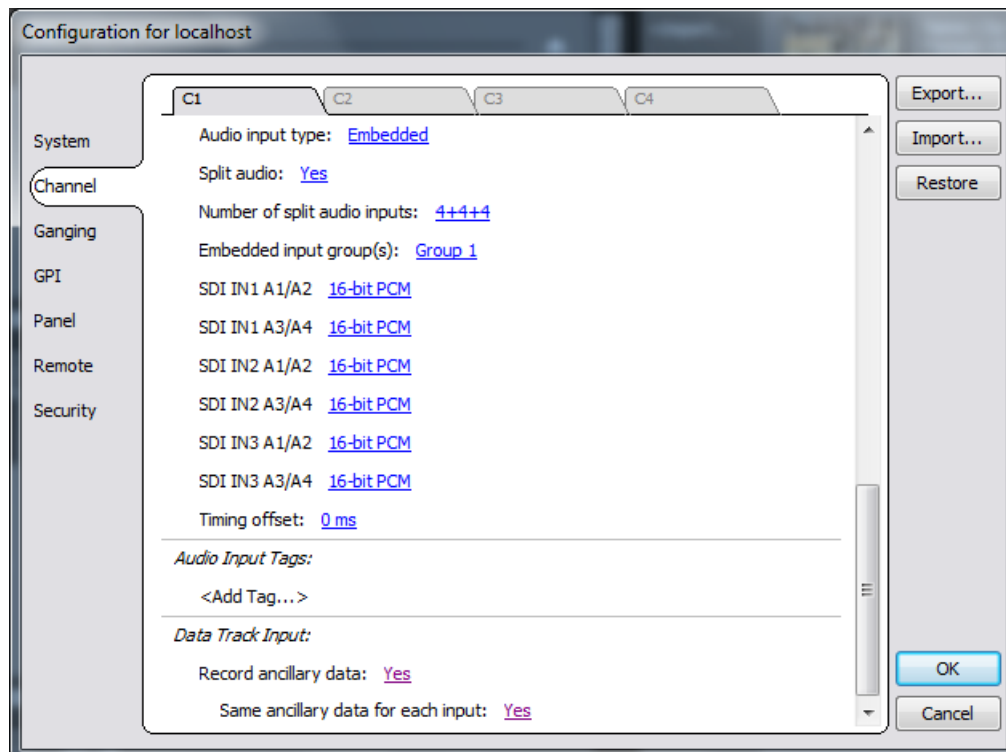 Configuration for localhost
C1
C2
C3
C4
Export...
Import...
Restore
System
Channel
Ganging
GPI
Panel
Remote
Security
Audio input type: Embedded
Split audio: Yes
Number of split audio inputs: 4+4+4
Embedded input group(s): Group 1
SDI IN1 A1/A2 16-bit PCM
SDI IN1 A3/A4 16-bit PCM
SDI IN2 A1/A2 16-bit PCM
SDI IN2 A3/A4 16-bit PCM
SDI IN3 A1/A2 16-bit PCM
SDI IN3 A3/A4 16-bit PCM
Timing offset: 0 ms
Audio Input Tags:
<Add Tag...>
Data Track Input:
Record ancillary data: Yes
Same ancillary data for each input: Yes
OK
Cancel